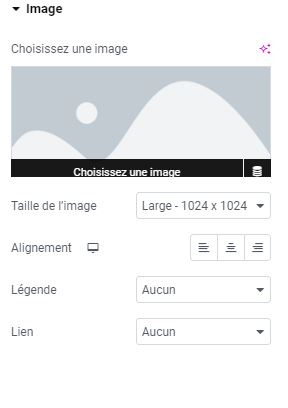 Image
Choisissez une image
Choisissez une image
Taille de l'image
Large - 1024 x 1024
Alignement
Légende
Aucun
Lien
Aucun